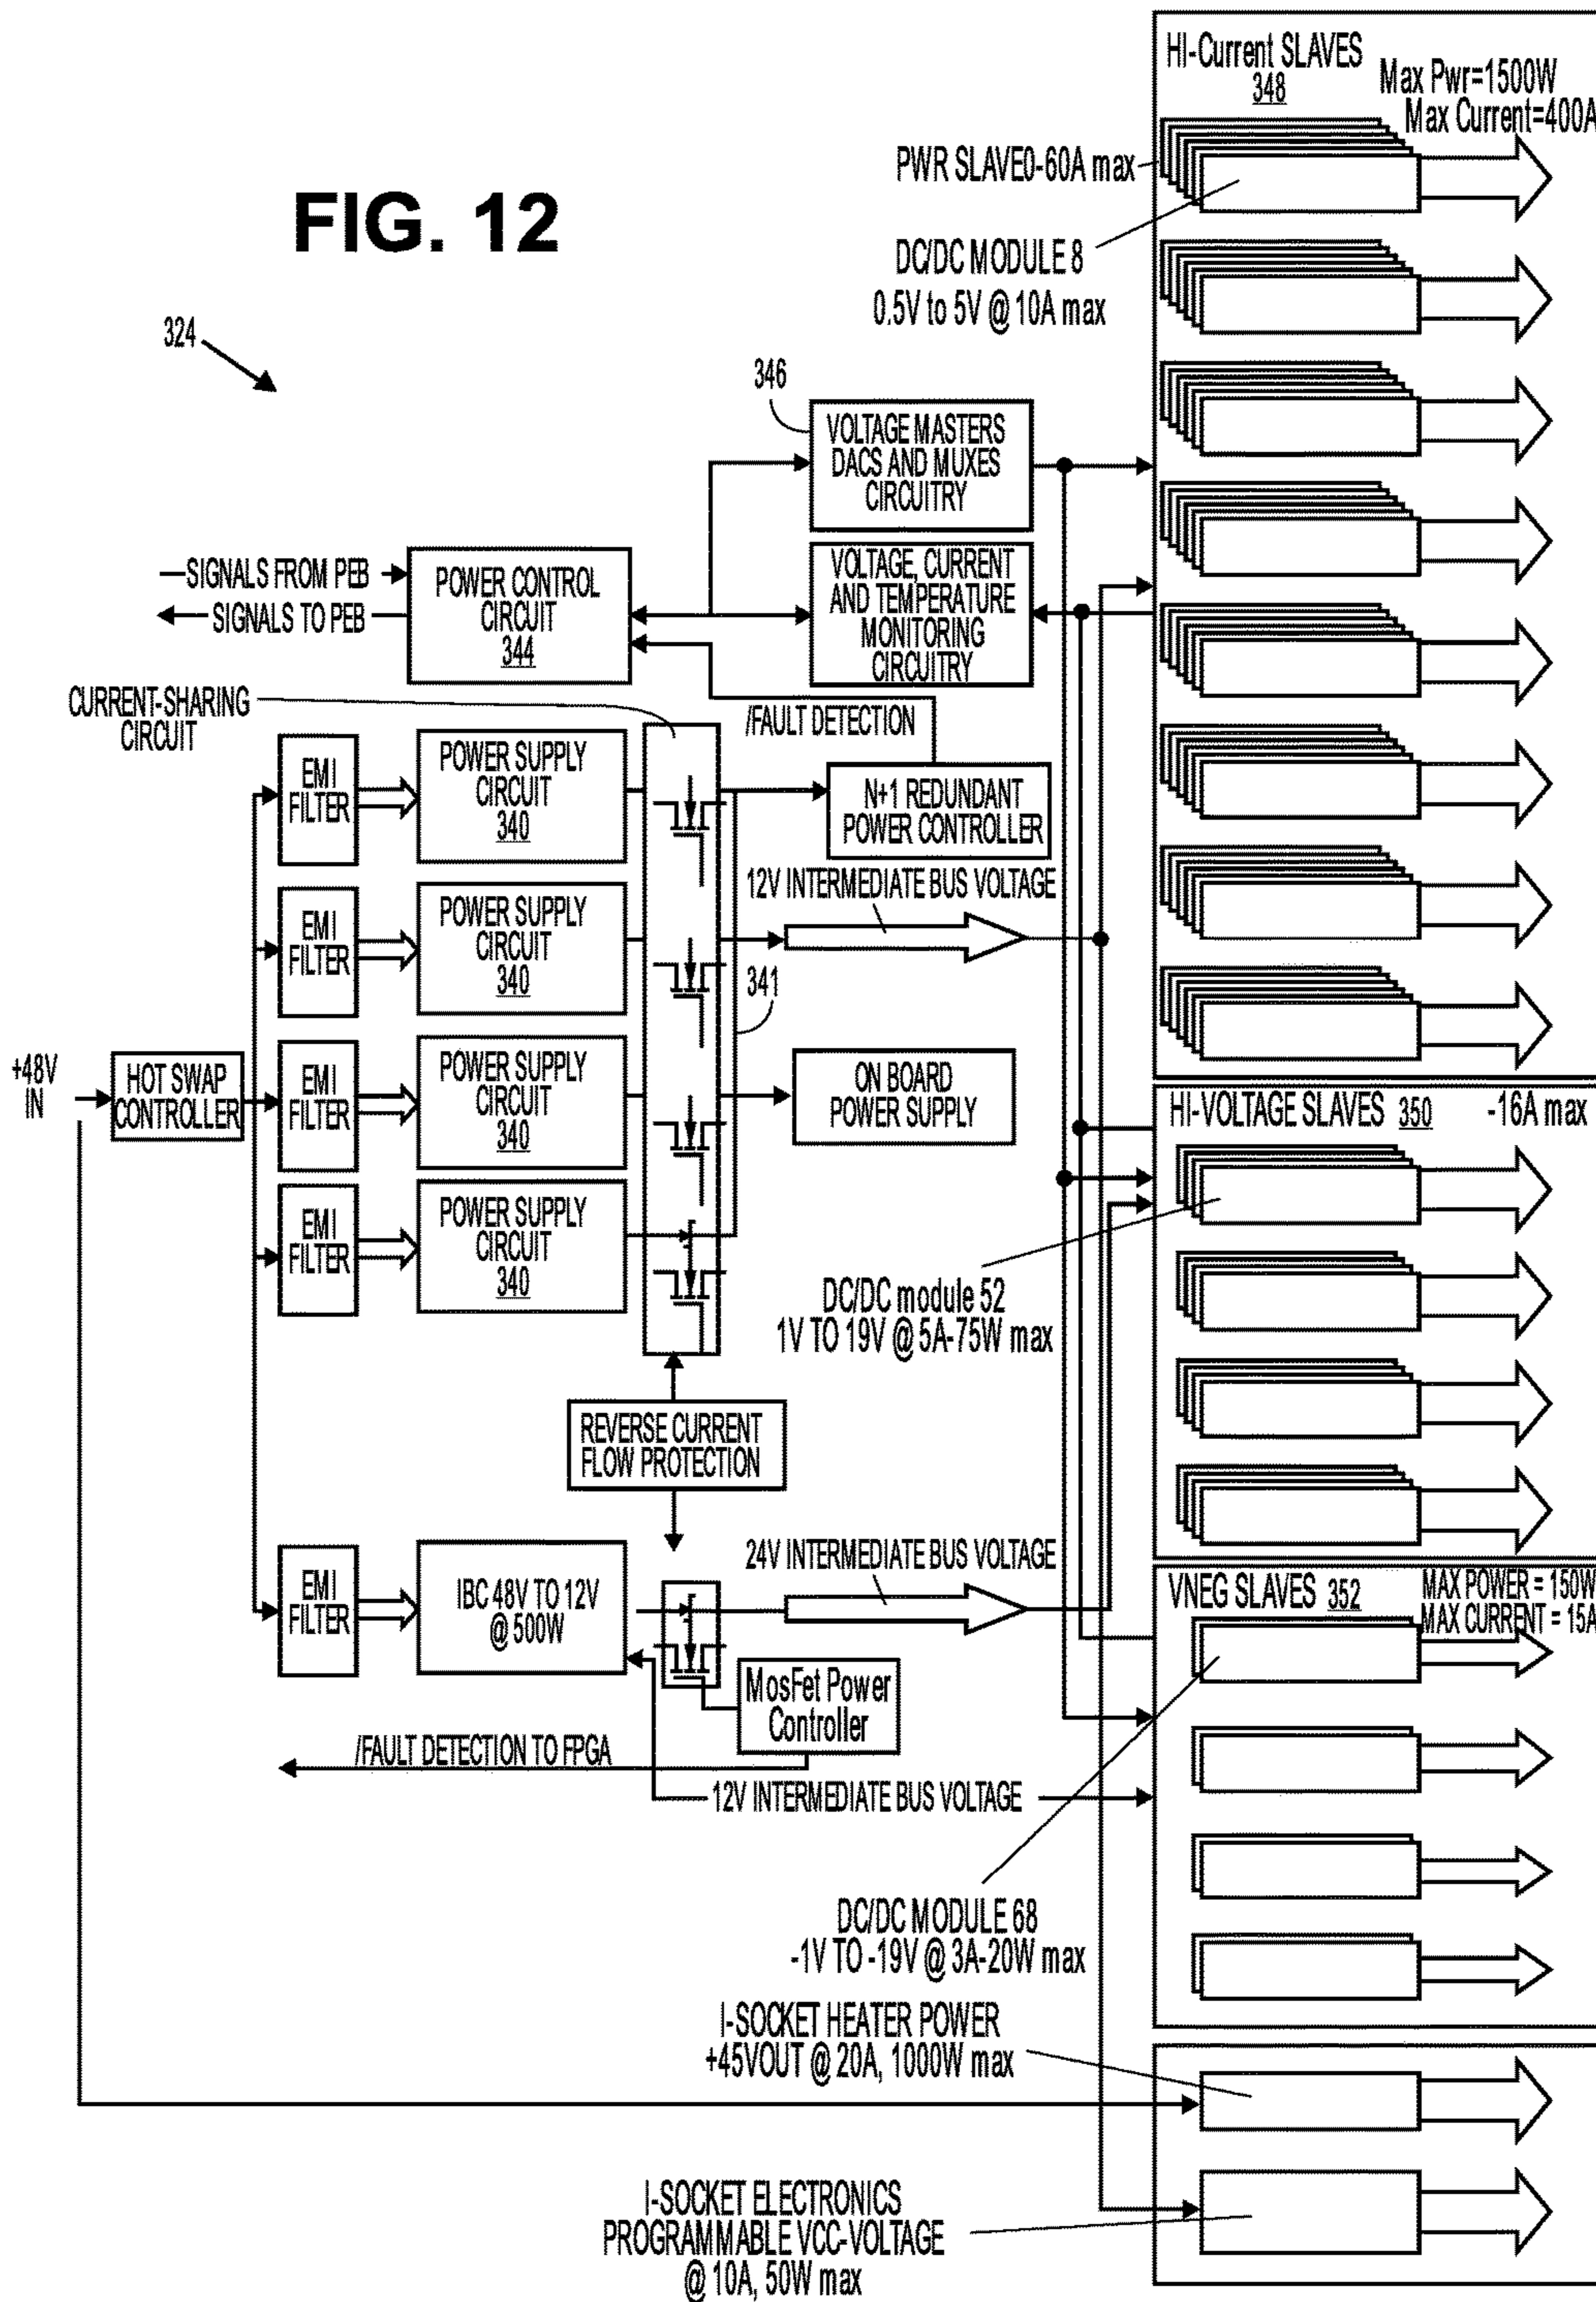 FIG. 12
324
HI-Current SLAVES
348
Max Pwr=1500W
Max Current=400A
PWR SLAVE0-60A max
DC/DC MODULE 8
0.5V to 5V @ 10A max
346
VOLTAGE MASTERS
DACS AND MUXES
CIRCUITRY
SIGNALS FROM PEB
SIGNALS TO PEB
POWER CONTROL
CIRCUIT
344
VOLTAGE, CURRENT
AND TEMPERATURE
MONITORING
CIRCUITRY
CURRENT-SHARING
CIRCUIT
/FAULT DETECTION
EMI
FILTER
POWER SUPPLY
CIRCUIT
340
N+1 REDUNDANT
POWER CONTROLLER
12V INTERMEDIATE BUS VOLTAGE
EMI
FILTER
POWER SUPPLY
CIRCUIT
340
341
+48V
IN
HOT SWAP
CONTROLLER
EMI
FILTER
POWER SUPPLY
CIRCUIT
340
ON BOARD
POWER SUPPLY
EMI
FILTER
POWER SUPPLY
CIRCUIT
340
HI-VOLTAGE SLAVES 350 -16A max
DC/DC module 52
1V TO 19V @ 5A-75W max
REVERSE CURRENT
FLOW PROTECTION
EMI
FILTER
IBC 48V TO 12V
@ 500W
24V INTERMEDIATE BUS VOLTAGE
VNEG SLAVES 352
MAX POWER = 150W
MAX CURRENT = 15A
MosFet Power
Controller
/FAULT DETECTION TO FPGA
12V INTERMEDIATE BUS VOLTAGE
DC/DC MODULE 68
-1V TO -19V @ 3A-20W max
I-SOCKET HEATER POWER
+45VOUT @ 20A, 1000W max
I-SOCKET ELECTRONICS
PROGRAMMABLE VCC-VOLTAGE
@ 10A, 50W max